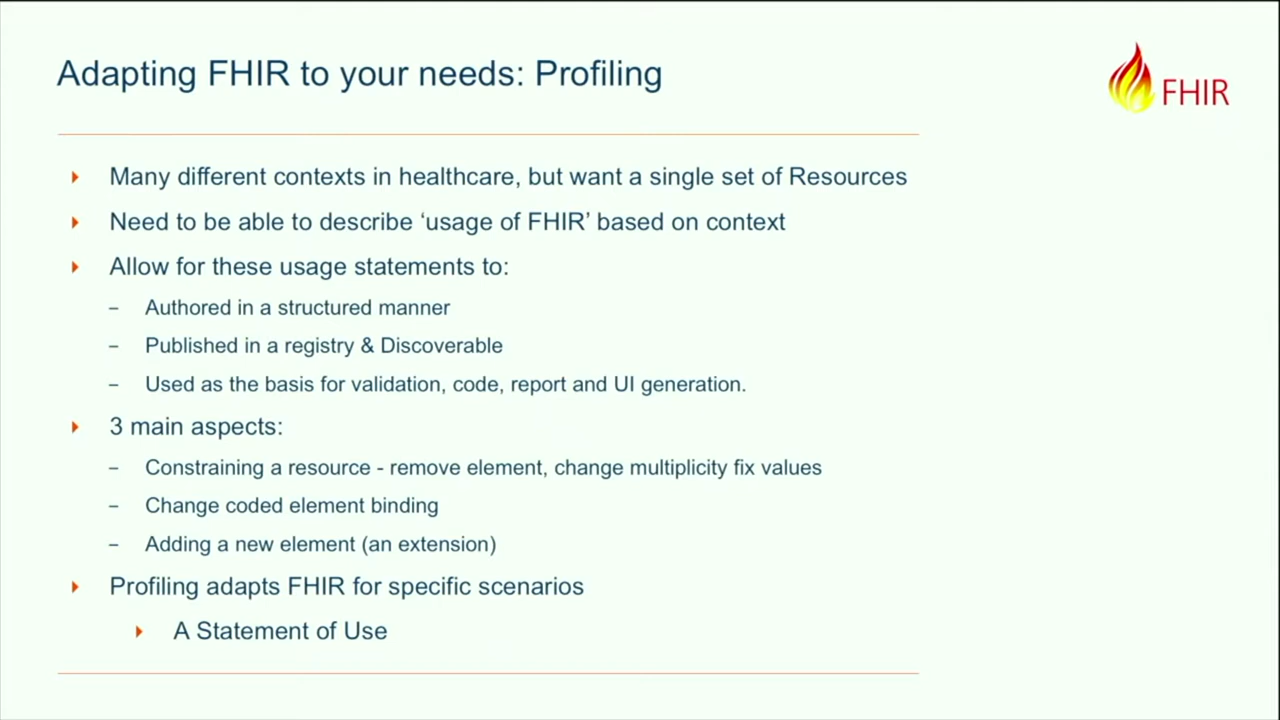 Adapting FHIR to your needs: Profiling
FHIR
Many different contexts in healthcare, but want a single set of Resources
Need to be able to describe ‘usage of FHIR’ based on context
Allow for these usage statements to:
– Authored in a structured manner
– Published in a registry & Discoverable
– Used as the basis for validation, code, report and UI generation.
3 main aspects:
– Constraining a resource - remove element, change multiplicity fix values
– Change coded element binding
– Adding a new element (an extension)
Profiling adapts FHIR for specific scenarios
A Statement of Use